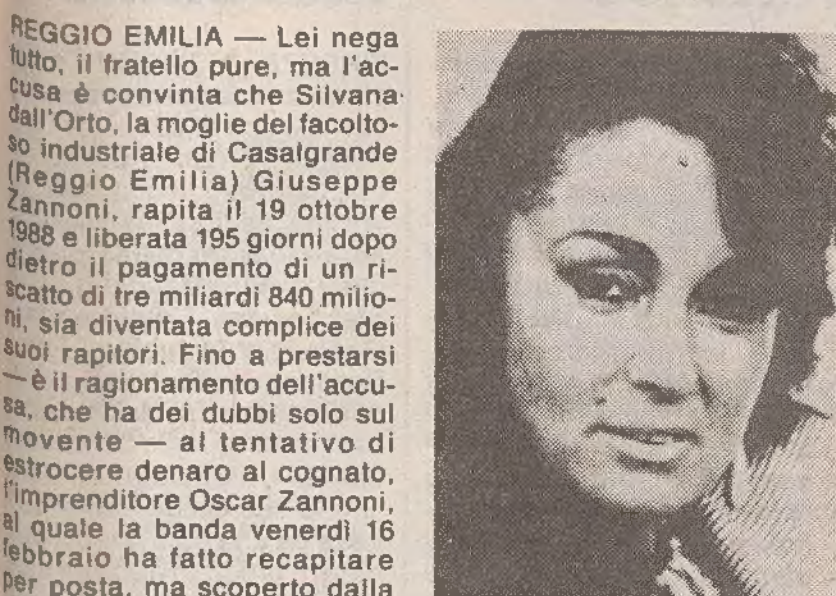 REGGIO EMILIA — Lei nega
tutto, il fratello pure, ma l'ac-
cusa è convinta che Silvana
dall'Orto, la moglie del facolto-
so industriale di Casalgrande
(Reggio Emilia) Giuseppe
Zannoni, rapita il 19 ottobre
1988 e liberata 195 giorni dopo
dietro il pagamento di un ri-
scatto di tre miliardi 840 milio-
ni, sia diventata complice dei
suoi rapitori. Fino a prestarsi
— è il ragionamento dell'accu-
sa, che ha dei dubbi solo sul
movente — al tentativo di
estrocere denaro al cognato,
l'imprenditore Oscar Zannoni,
al quale la banda venerdì 16
febbraio ha fatto recapitare
per posta, ma scoperto dalla